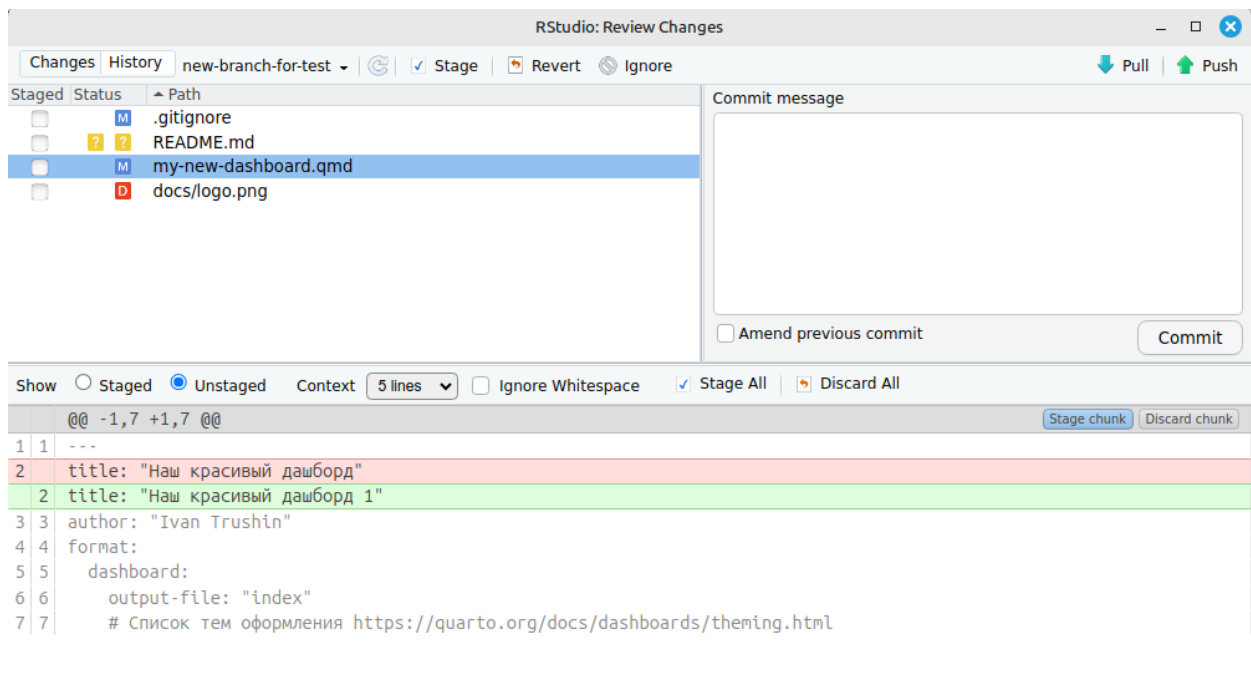 RStudio: Review Changes
Changes History new-branch-for-test Stage Revert Ignore Pull Push
Staged Status Path
M .gitignore
? ? README.md
M my-new-dashboard.qmd
D docs/logo.png
Commit message
Amend previous commit Commit
Show Staged Unstaged Context 5 lines Ignore Whitespace Stage All Discard All
@@ -1,7 +1,7 @@ Stage chunk Discard chunk
1 1 ---
2 title: "Наш красивый дашборд"
2 title: "Наш красивый дашборд 1"
3 3 author: "Ivan Trushin"
4 4 format:
5 5 dashboard:
6 6 output-file: "index"
7 7 # Список тем оформления https://quarto.org/docs/dashboards/theming.html